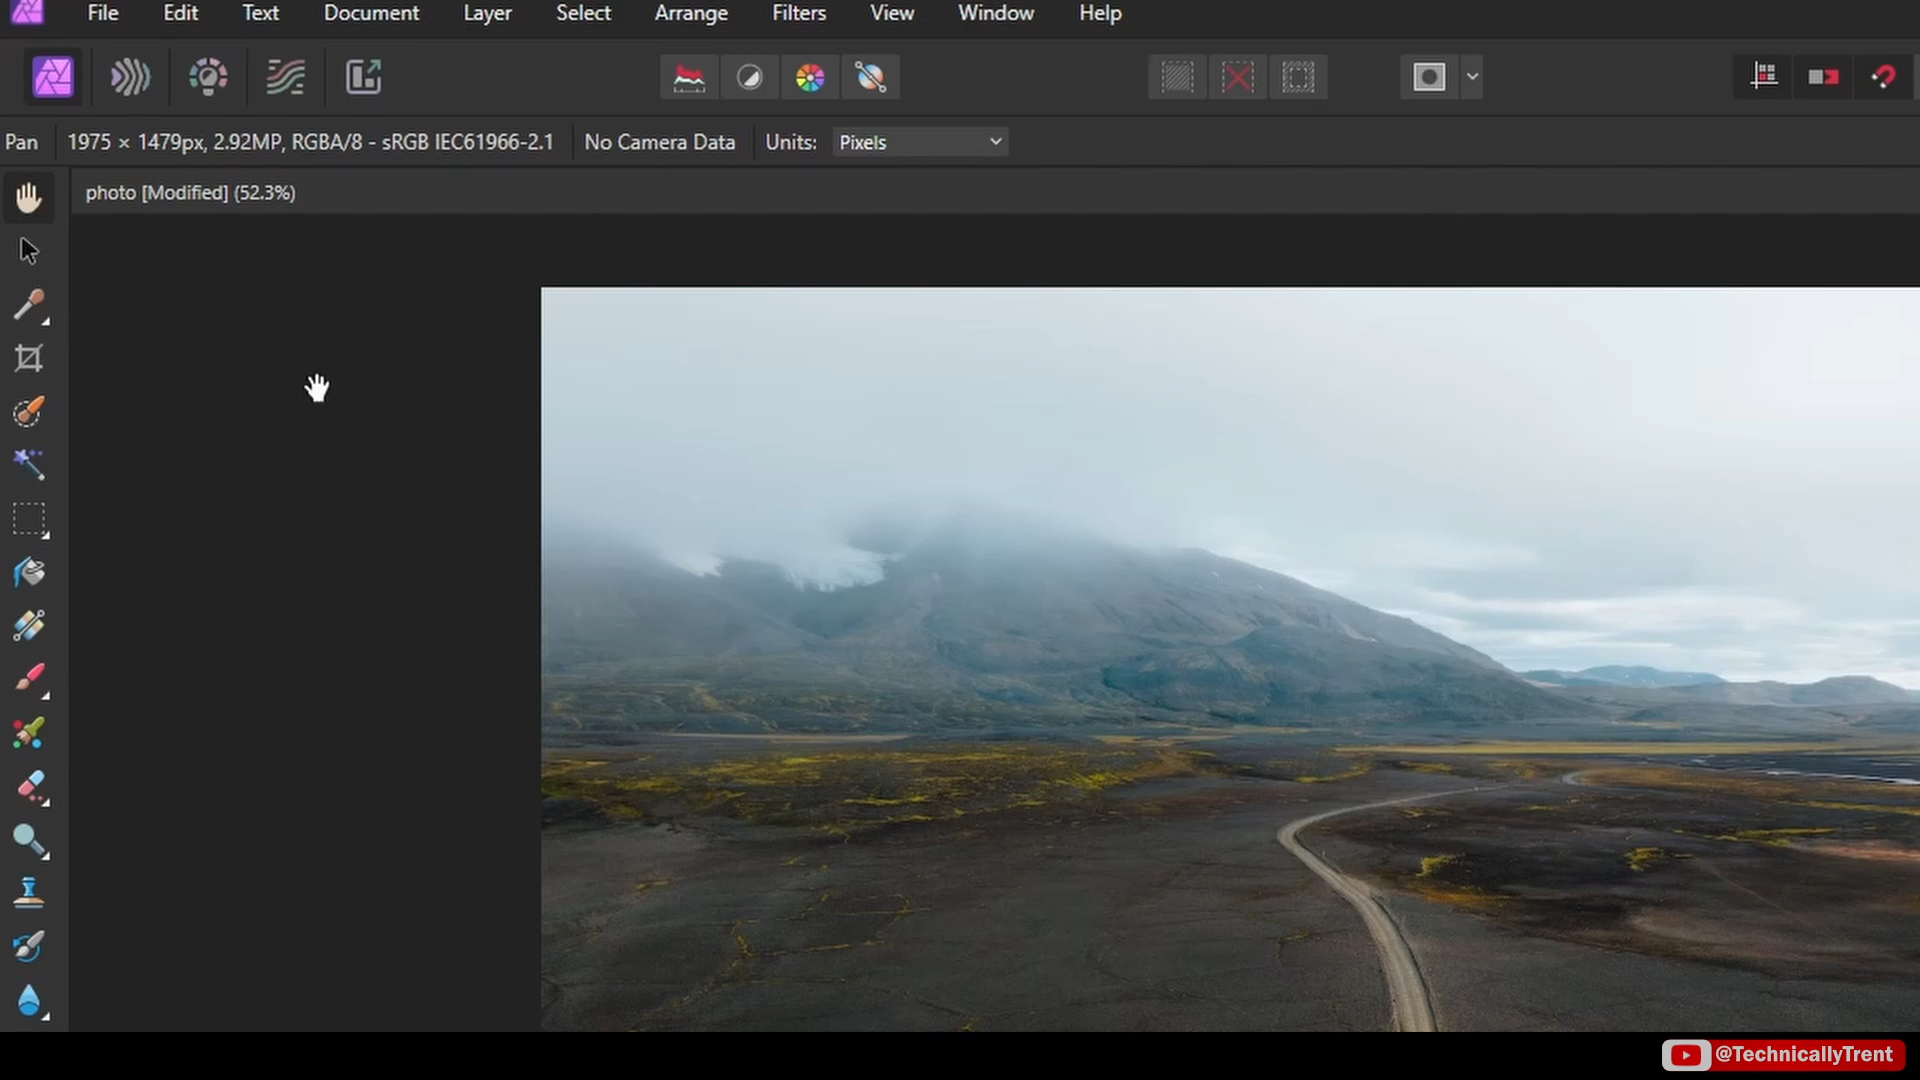 File Edit Text Document Layer Select Arrange Filters View Window Help
Pan 1975 × 1479px, 2.92MP, RGBA/8 - sRGB IEC61966-2.1 No Camera Data Units: Pixels
photo [Modified] (52.3%)
@TechnicallyTrent